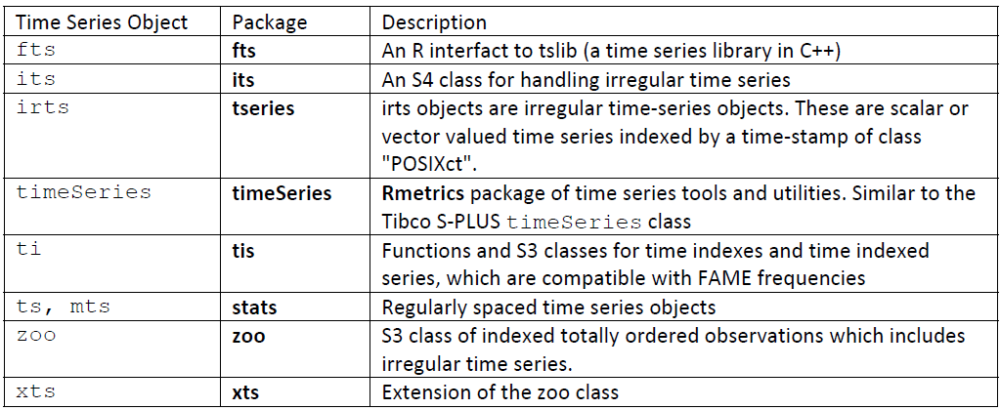 Time Series Object Package Description
fts fts An R interfact to tslib (a time series library in C++)
its its An S4 class for handling irregular time series
irts tseries irts objects are irregular time-series objects. These are scalar or
vector valued time series indexed by a time-stamp of class
"POSIXct".
timeSeries timeSeries Rmetrics package of time series tools and utilities. Similar to the
Tibco S-PLUS timeSeries class
ti tis Functions and S3 classes for time indexes and time indexed
series, which are compatible with FAME frequencies
ts, mts stats Regularly spaced time series objects
zoo zoo S3 class of indexed totally ordered observations which includes
irregular time series.
xts xts Extension of the zoo class